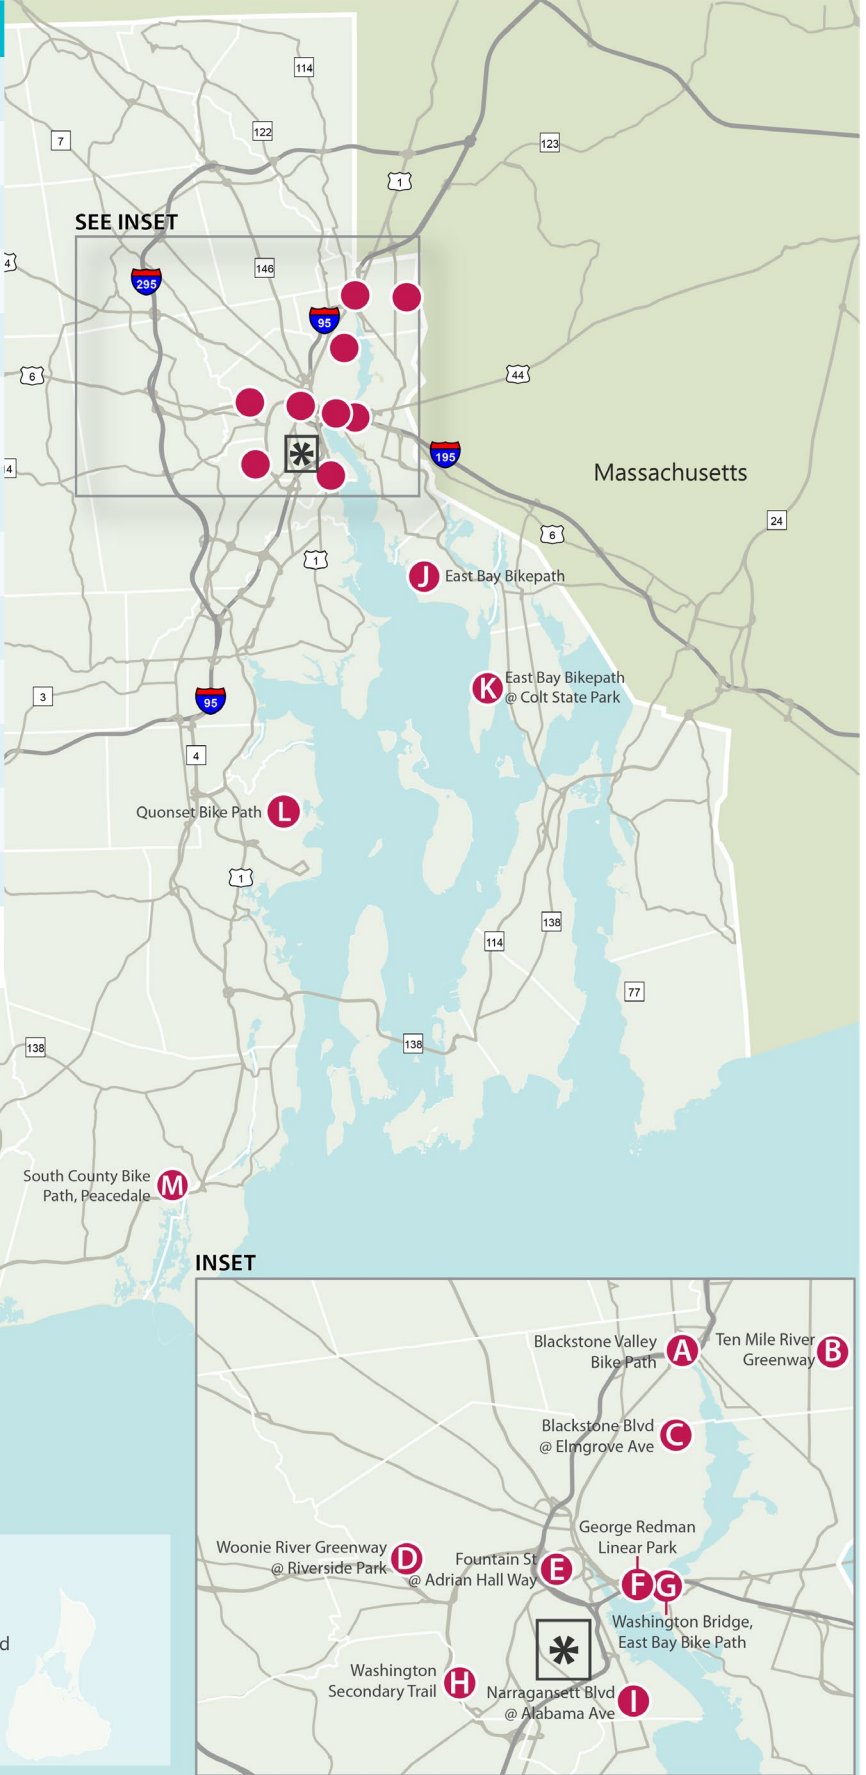 114
122
7
123
1
SEE INSET
4
146
295
95
6
44
195
Massachusetts
4
24
6
1
J East Bay Bikepath
K East Bay Bikepath
@ Colt State Park
3
95
4
Quonset Bike Path L
1
138
114
77
138
138
South County Bike
Path, Peacedale M
INSET
Blackstone Valley
Bike Path A
Ten Mile River
Greenway B
Blackstone Blvd
@ Elmgrove Ave C
George Redman
Linear Park
Woonie River Greenway
@ Riverside Park D
Fountain St
@ Adrian Hall Way E
F G
Washington Bridge,
East Bay Bike Path
d
*
Washington
Secondary Trail H
Narragansett Blvd
@ Alabama Ave I